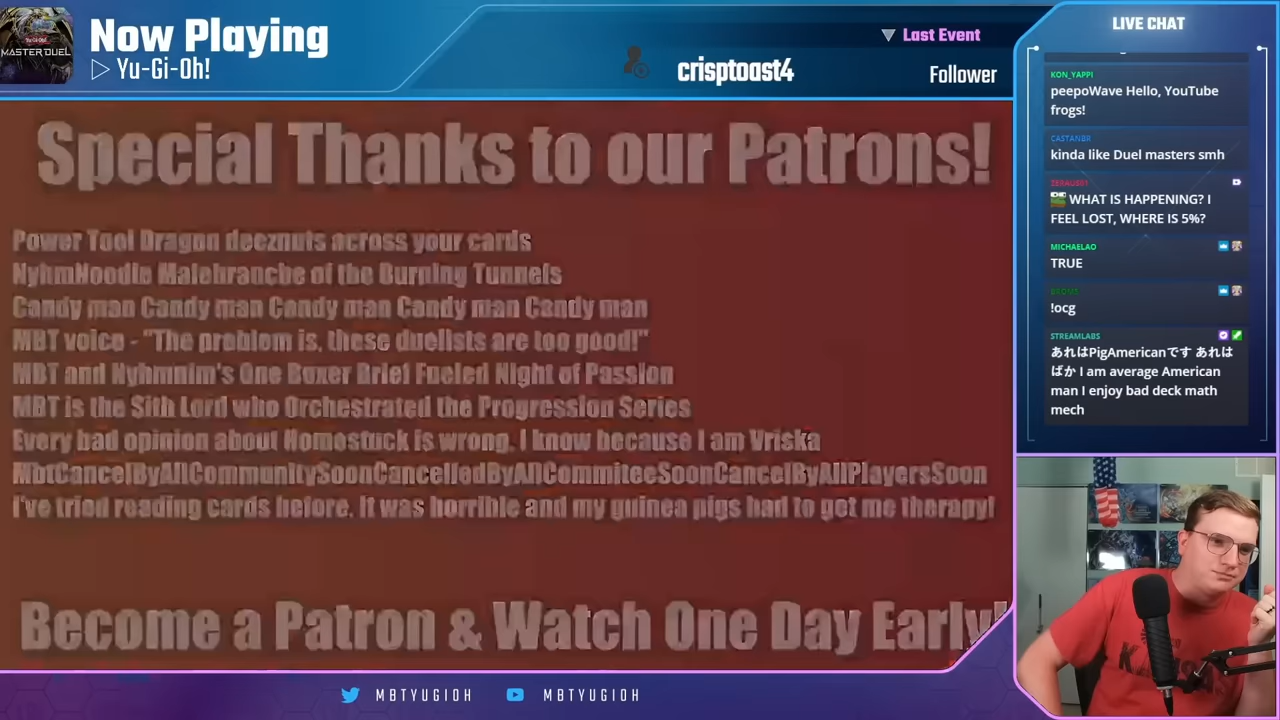 Now Playing
Yu-Gi-Oh!
MASTER DUEL
Last Event
crisptoast4
Follower
LIVE CHAT
Special Thanks to our Patrons!
Power Tool Dragon deeznuts across your cards
NyhmNoodle Malebranche of the Burning Tunnels
Candy man Candy man Candy man Candy man Candy man
MBT voice - "The problem is, these duelists are too good!"
MBT and Nyhmnim's One Boxer Brief Fueled Night of Passion
MBT is the Sith Lord who Orchestrated the Progression Series
Every bad opinion about Homestuck is wrong. I know because I am Vriska
MbtCancelByAllCommunitySoonCancelledByAllCommiteeSoonCancelByAllPlayersSoon
I've tried reading cards before. It was horrible and my guinea pigs had to get me therapy!
Become a Patron & Watch One Day Early!
KON_YAPPI
peepoWave Hello, YouTube
frogs!
CASTANBR
kinda like Duel masters smh
WHAT IS HAPPENING? I
FEEL LOST, WHERE IS 5%?
MICHAELAO
TRUE
!ocg
STREAMLABS
あれはPigAmericanです あれは
ばか I am average American
man I enjoy bad deck math
mech
MBTYUGIOH
MBTYUGIOH